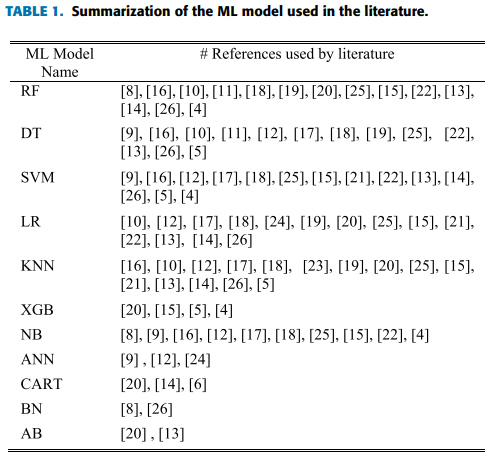 TABLE 1. Summarization of the ML model used in the literature.
ML Model # References used by literature
Name
RF [8], [16], [10], [11], [18], [19], [20], [25], [15], [22], [13],
[14], [26], [4]
DT [9], [16], [10], [11], [12], [17], [18], [19], [25], [22],
[13], [26], [5]
SVM [9], [16], [12], [17], [18], [25], [15], [21], [22], [13], [14],
[26], [5], [4]
LR [10], [12], [17], [18], [24], [19], [20], [25], [15], [21],
[22], [13], [14], [26]
KNN [16], [10], [12], [17], [18], [23], [19], [20], [25], [15],
[21], [13], [14], [26], [5]
XGB [20], [15], [5], [4]
NB [8], [9], [16], [12], [17], [18], [25], [15], [22], [4]
ANN [9] , [12], [24]
CART [20], [14], [6]
BN [8], [26]
AB [20] , [13]